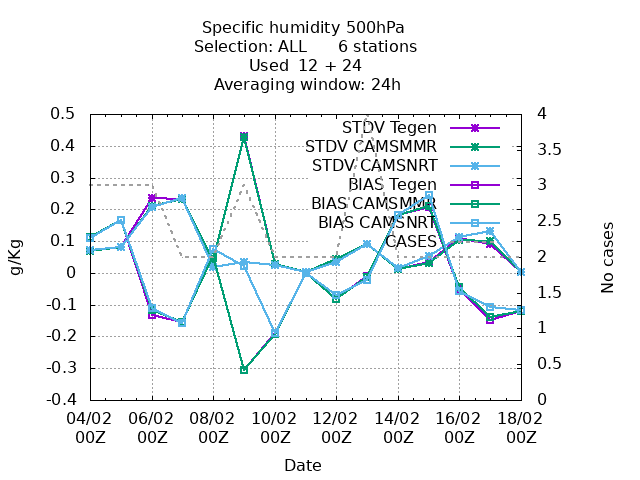 Specific humidity 500hPa
Selection: ALL 6 stations
Used 12 + 24
Averaging window: 24h
0.5
0.4
0.3
0.2
0.1
0
-0.1
-0.2
-0.3
-0.4
g/Kg
STDV Tegen
STDV CAMSMMR
STDV CAMSNRT
BIAS Tegen
BIAS CAMSMMR
BIAS CAMSNRT
CASES
4
3.5
3
2.5
2
1.5
1
0.5
0
No cases
04/02 06/02 08/02 10/02 12/02 14/02 16/02 18/02
00Z 00Z 00Z 00Z 00Z 00Z 00Z 00Z
Date